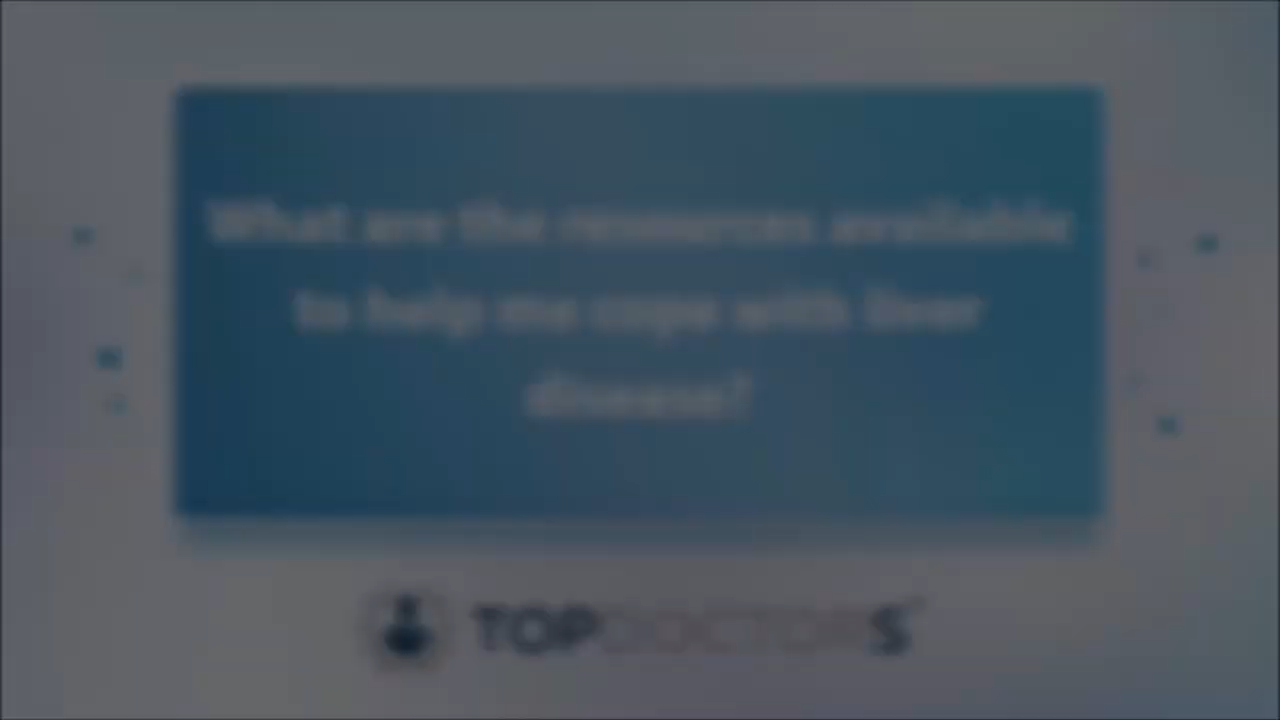 What are the resources available
to help me cope with liver
disease?
TOPDOCTORS